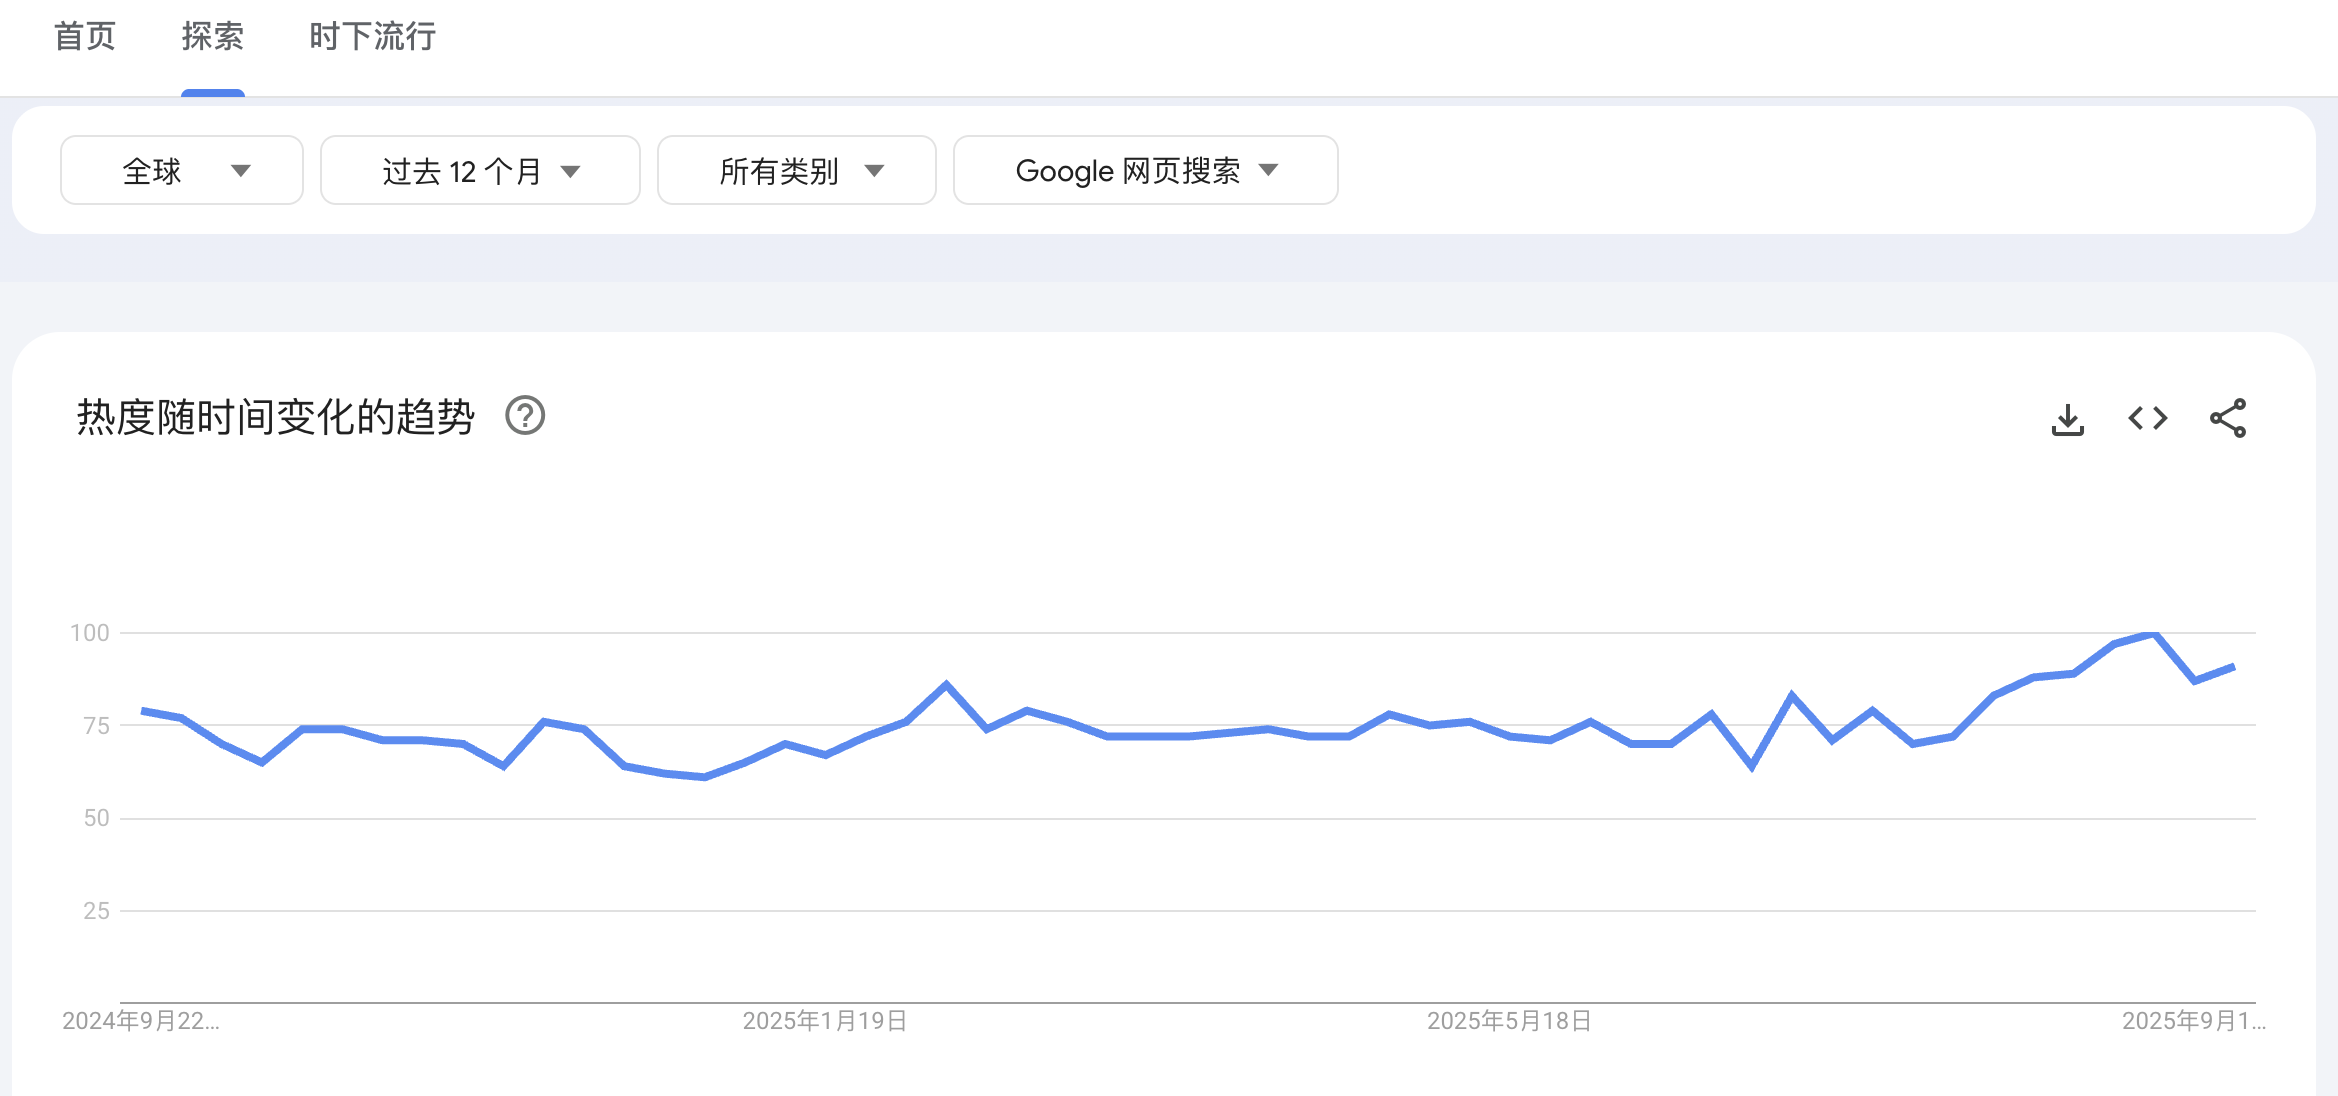 首页 探索 时下流行
全球 过去 12 个月 所有类别 Google 网页搜索
热度随时间变化的趋势
100
75
50
25
2024年9月22... 2025年1月19日 2025年5月18日 2025年9月1...